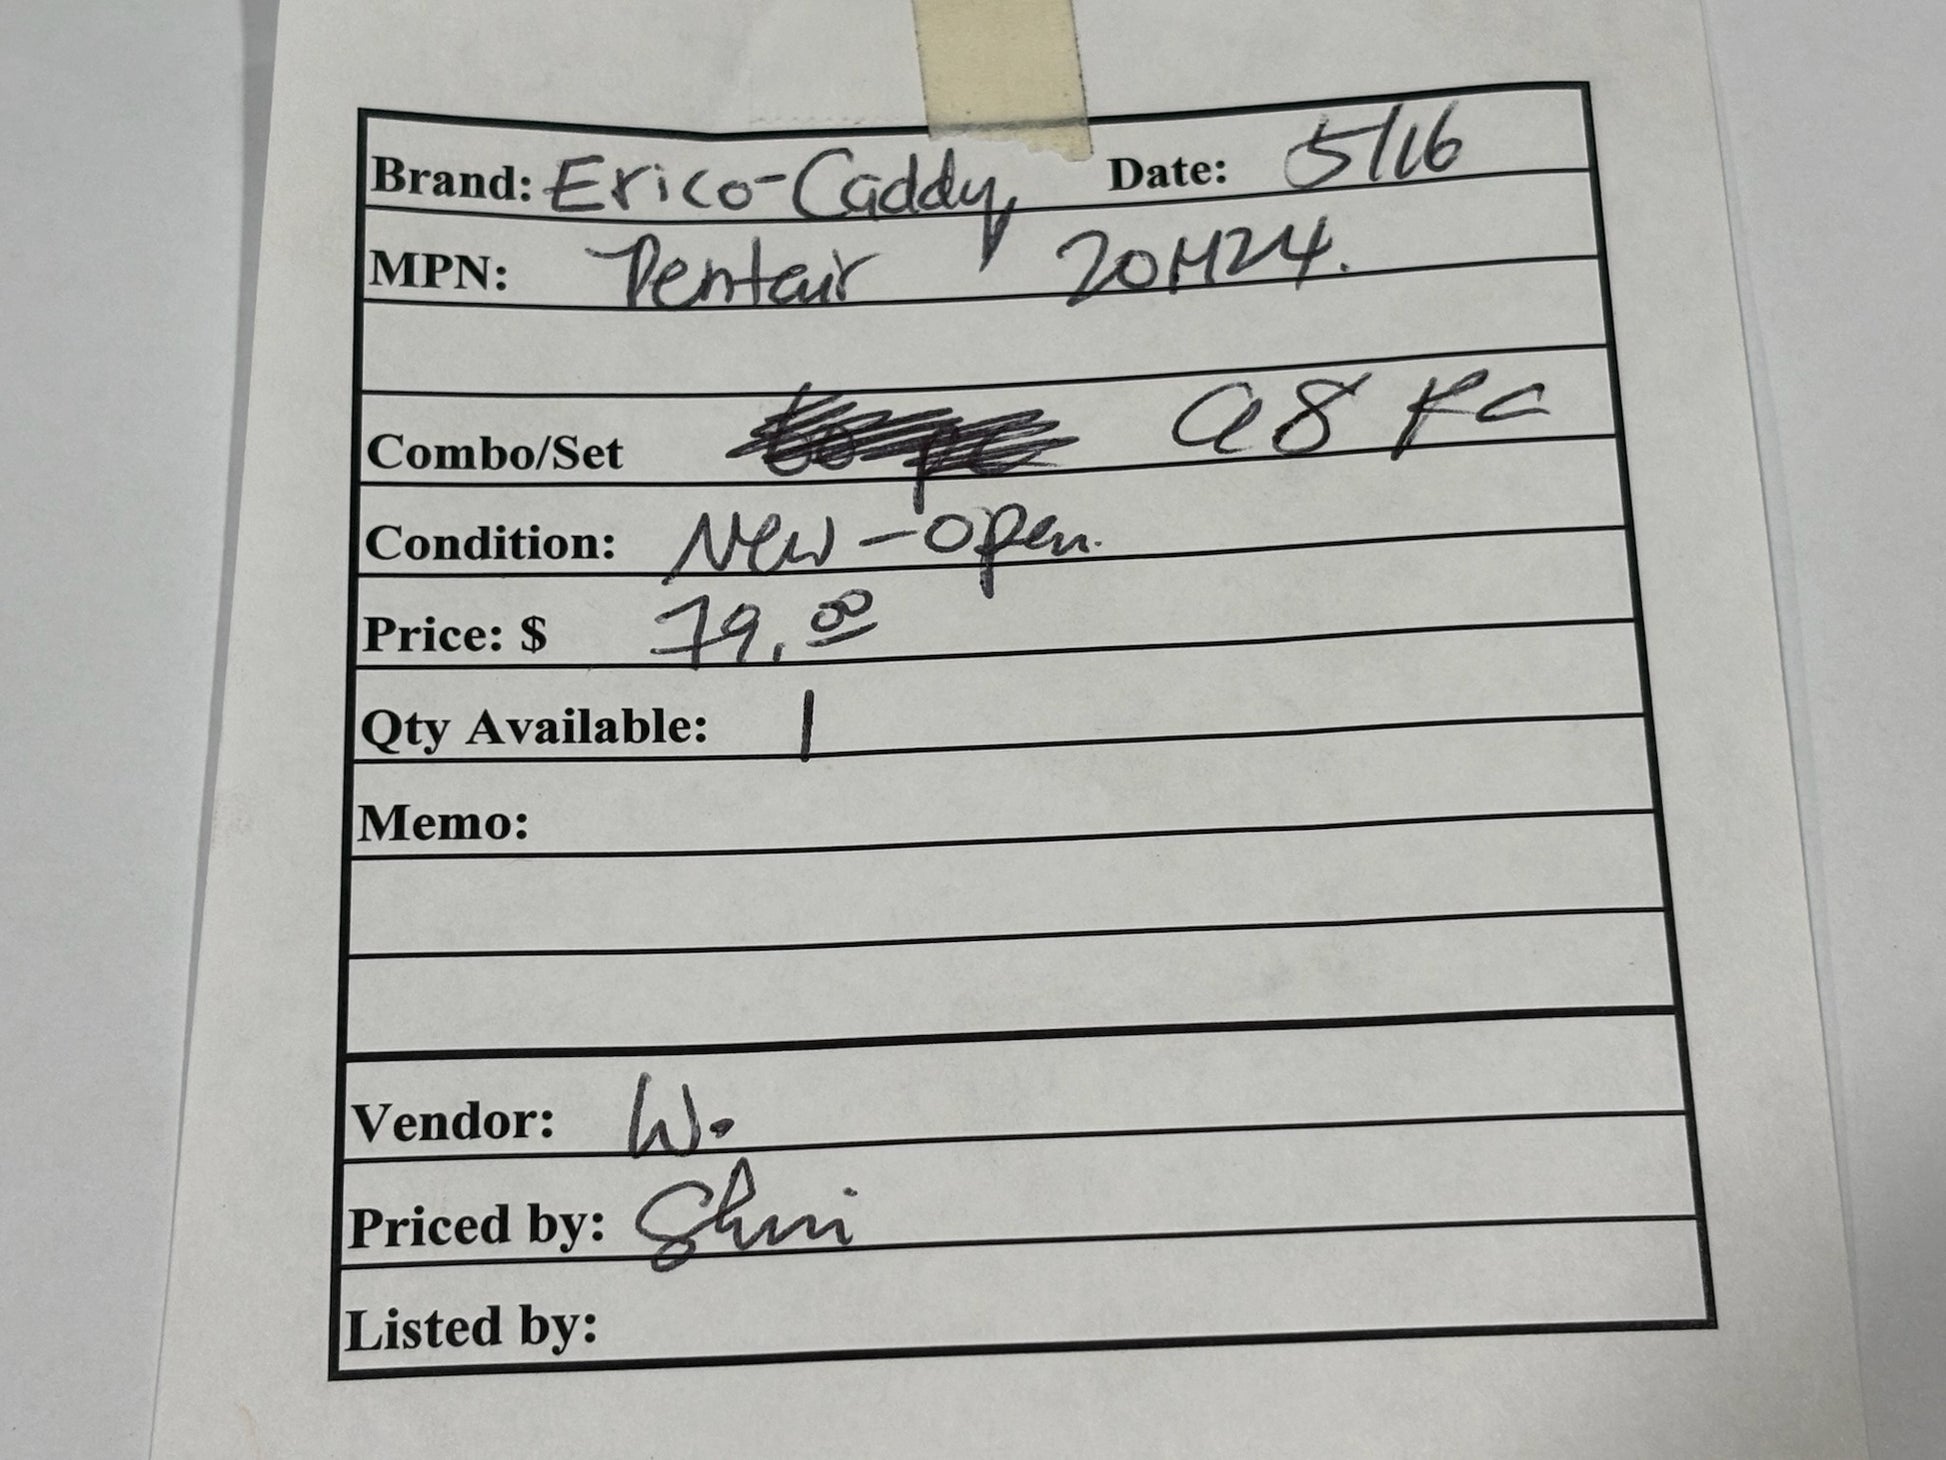 Brand: Erico-Caddy, Date: 5/16
MPN: Pentair 20M24.
Combo/Set 98 PC
Condition: New-Open.
Price: $ 79.00
Qty Available: 1
Memo:
Vendor: W.
Priced by:
Listed by: